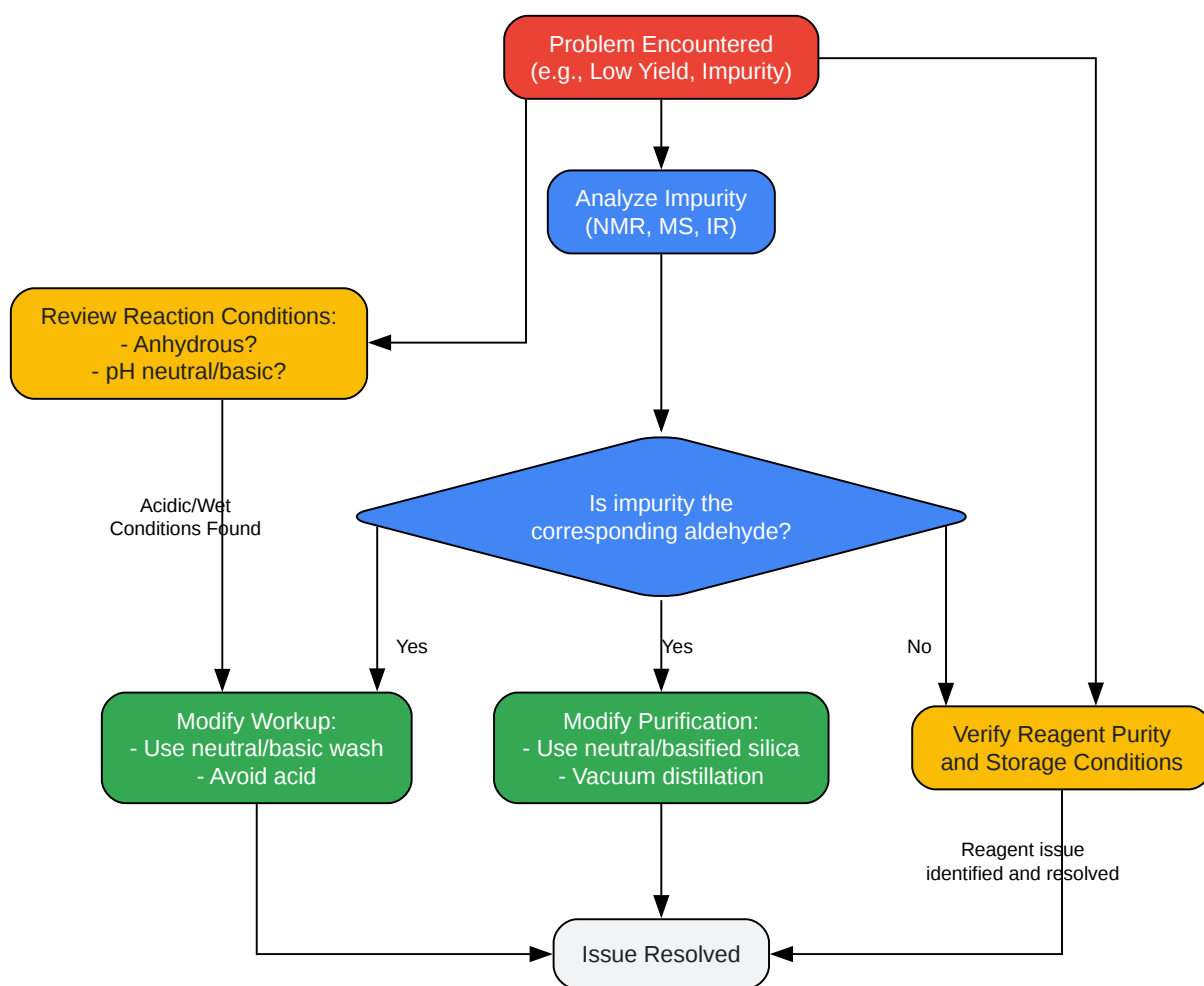 Problem Encountered
(e.g., Low Yield, Impurity)
Analyze Impurity
(NMR, MS, IR)
Review Reaction Conditions:
- Anhydrous?
- pH neutral/basic?
Acidic/Wet
Conditions Found
Is impurity the
corresponding aldehyde?
Yes
Yes
No
Modify Workup:
- Use neutral/basic wash
- Avoid acid
Modify Purification:
- Use neutral/basified silica
- Vacuum distillation
Verify Reagent Purity
and Storage Conditions
Reagent issue
identified and resolved
Issue Resolved